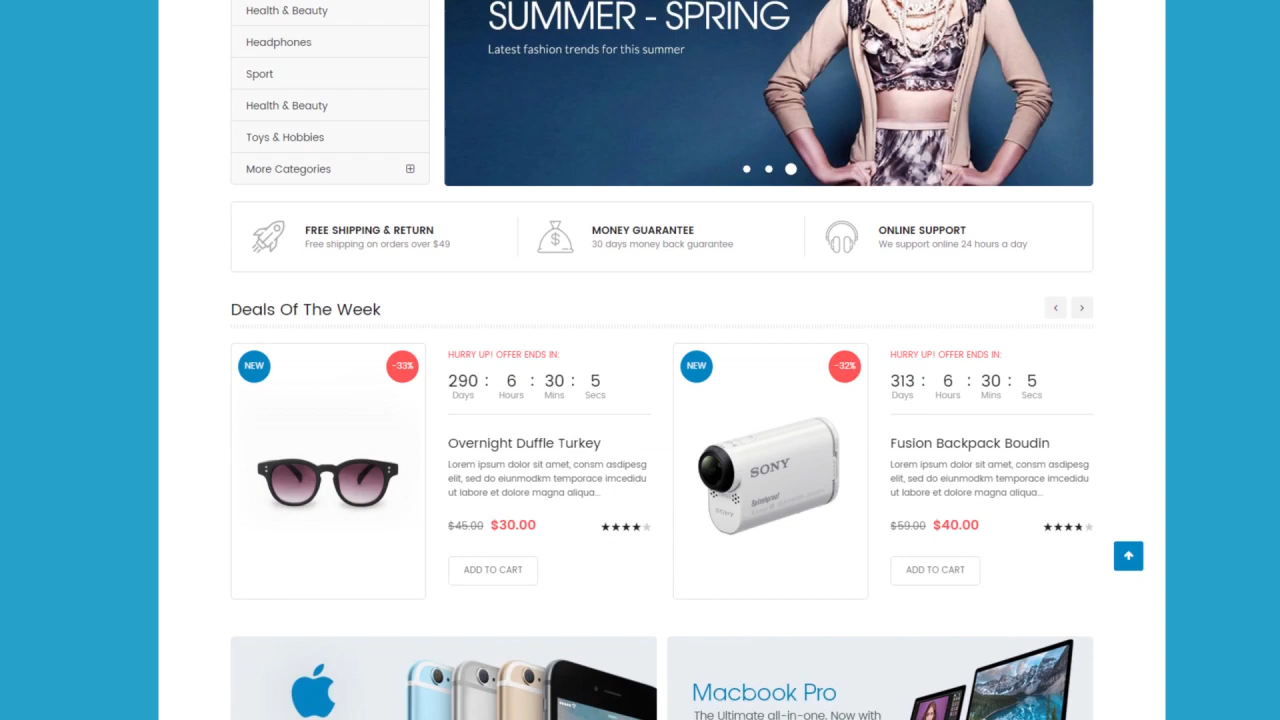 Health & Beauty
Headphones
Sport
Health & Beauty
Toys & Hobbies
More Categories
SUMMER - SPRING
Latest fashion trends for this summer
FREE SHIPPING & RETURN
Free shipping on orders over $49
MONEY GUARANTEE
30 days money back guarantee
ONLINE SUPPORT
We support online 24 hours a day
Deals Of The Week
NEW
-33%
HURRY UP! OFFER ENDS IN:
290 : 6 : 30 : 5
Days Hours Mins Secs
Overnight Duffle Turkey
Lorem ipsum dolor sit amet, consm asdipesg
elit, sed do eiunmodkm temporace imcedidu
ut labore et dolore magna aliqua...
$45.00 $30.00
ADD TO CART
NEW
-32%
SONY
HURRY UP! OFFER ENDS IN:
313 : 6 : 30 : 5
Days Hours Mins Secs
Fusion Backpack Boudin
Lorem ipsum dolor sit amet, consm asdipesg
elit, sed do eiunmodkm temporace imcedidu
ut labore et dolore magna aliqua...
$59.00 $40.00
ADD TO CART
Macbook Pro
The Ultimate all-in-one. Now with